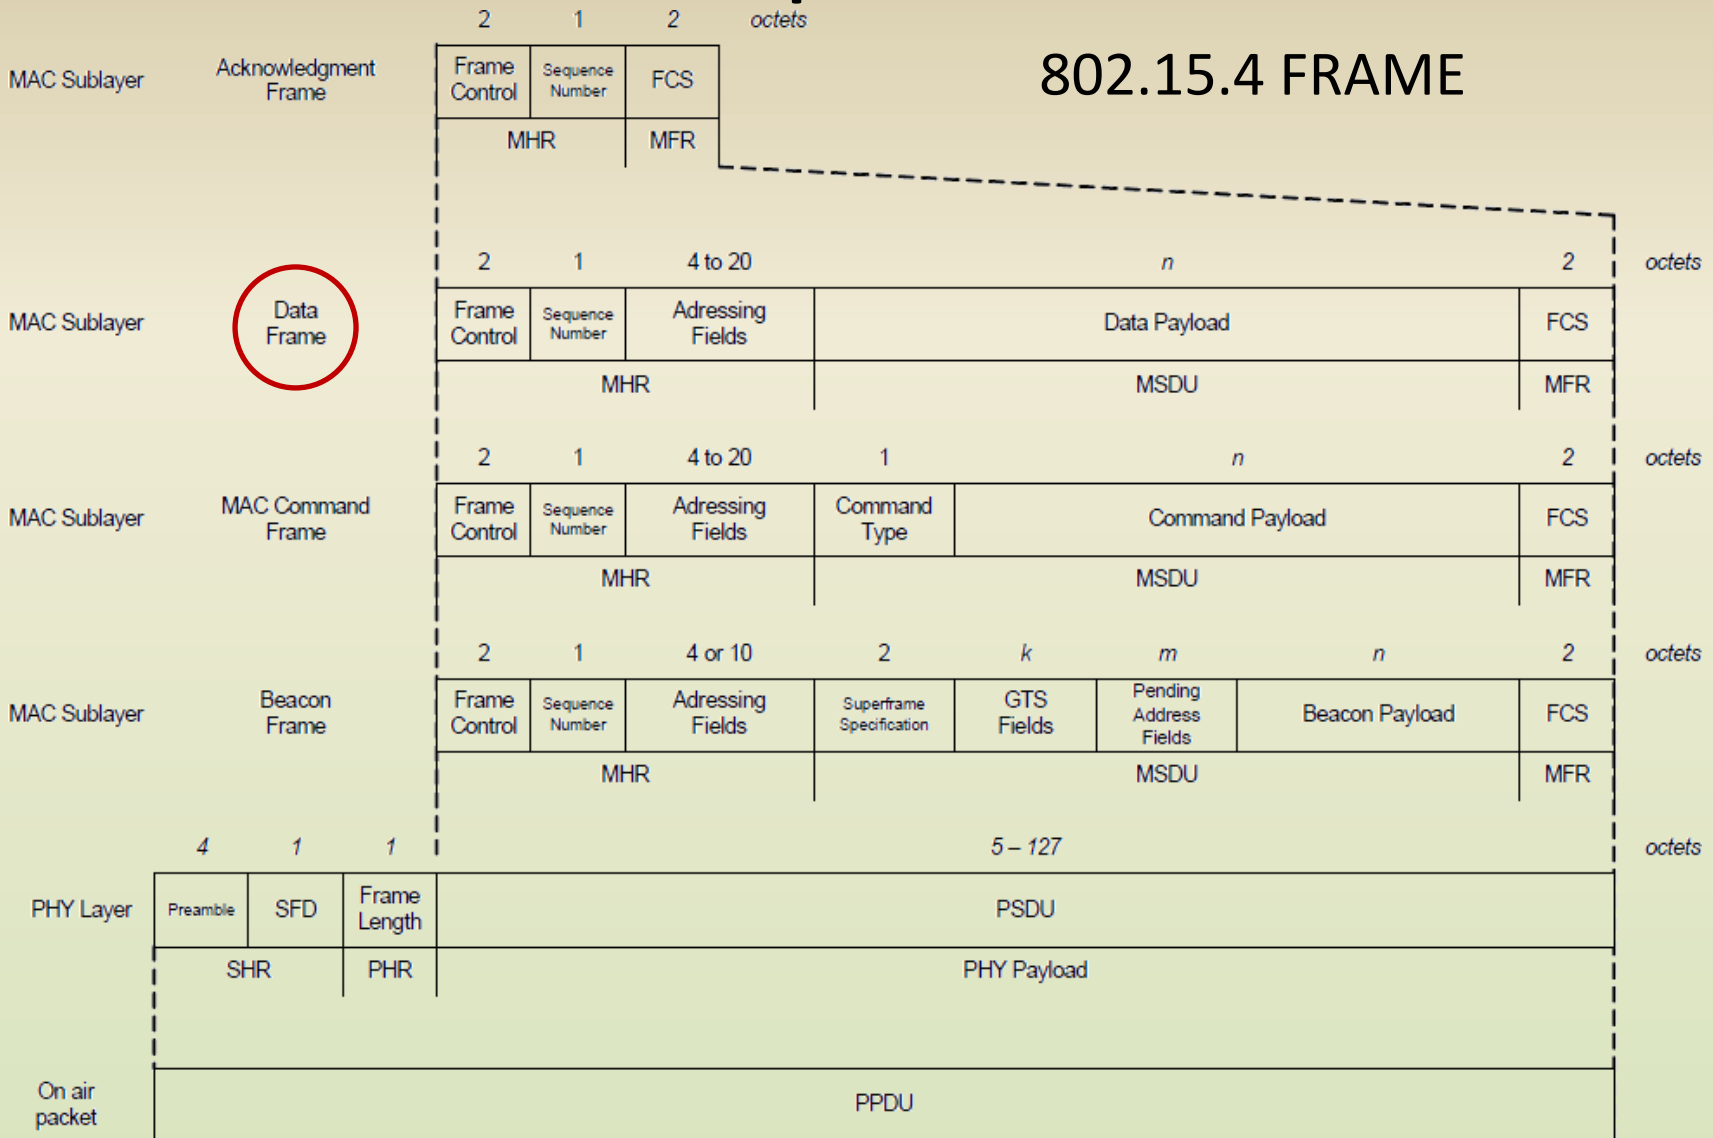 2 1 2 octets
802.15.4 FRAME
MAC Sublayer
Acknowledgment
Frame
Frame
Control
Sequence
Number
FCS
MHR MFR
2 1 4 to 20 n 2 octets
MAC Sublayer
Data
Frame
Frame
Control
Sequence
Number
Adressing
Fields
Data Payload
FCS
MHR MSDU MFR
2 1 4 to 20 1 n 2 octets
MAC Sublayer
MAC Command
Frame
Frame
Control
Sequence
Number
Adressing
Fields
Command
Type
Command Payload
FCS
MHR MSDU MFR
2 1 4 or 10 2 k m n 2 octets
MAC Sublayer
Beacon
Frame
Frame
Control
Sequence
Number
Adressing
Fields
Superframe
Specification
GTS
Fields
Pending
Address
Fields
Beacon Payload
FCS
MHR MSDU MFR
4 1 1 5 – 127 octets
PHY Layer
Preamble
SFD
Frame
Length
PSDU
SHR PHR PHY Payload
On air
packet
PPDU